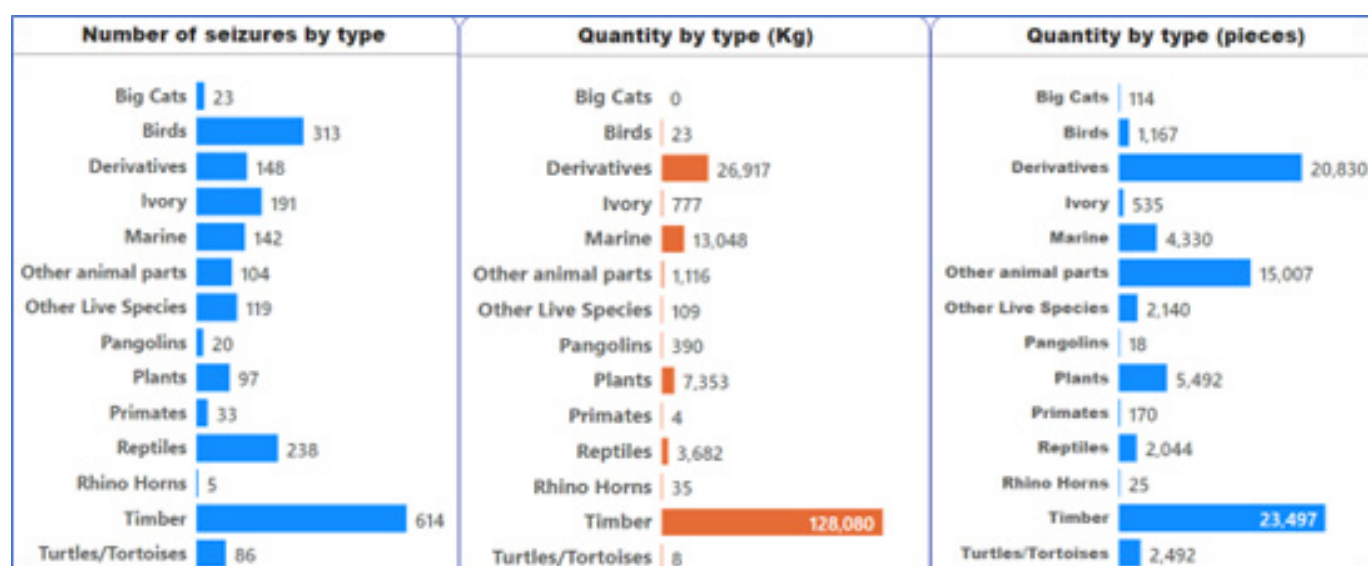 Number of seizures by type
Big Cats 23
Birds 313
Derivatives 148
Ivory 191
Marine 142
Other animal parts 104
Other Live Species 119
Pangolins 20
Plants 97
Primates 33
Reptiles 238
Rhino Horns 5
Timber 614
Turtles/Tortoises 86
Quantity by type (Kg)
Big Cats 0
Birds 23
Derivatives 26,917
Ivory 777
Marine 13,048
Other animal parts 1,116
Other Live Species 109
Pangolins 390
Plants 7,353
Primates 4
Reptiles 3,682
Rhino Horns 35
Timber 128,080
Turtles/Tortoises 8
Quantity by type (pieces)
Big Cats 114
Birds 1,167
Derivatives 20,830
Ivory 535
Marine 4,330
Other animal parts 15,007
Other Live Species 2,140
Pangolins 18
Plants 5,492
Primates 170
Reptiles 2,044
Rhino Horns 25
Timber 23,497
Turtles/Tortoises 2,492